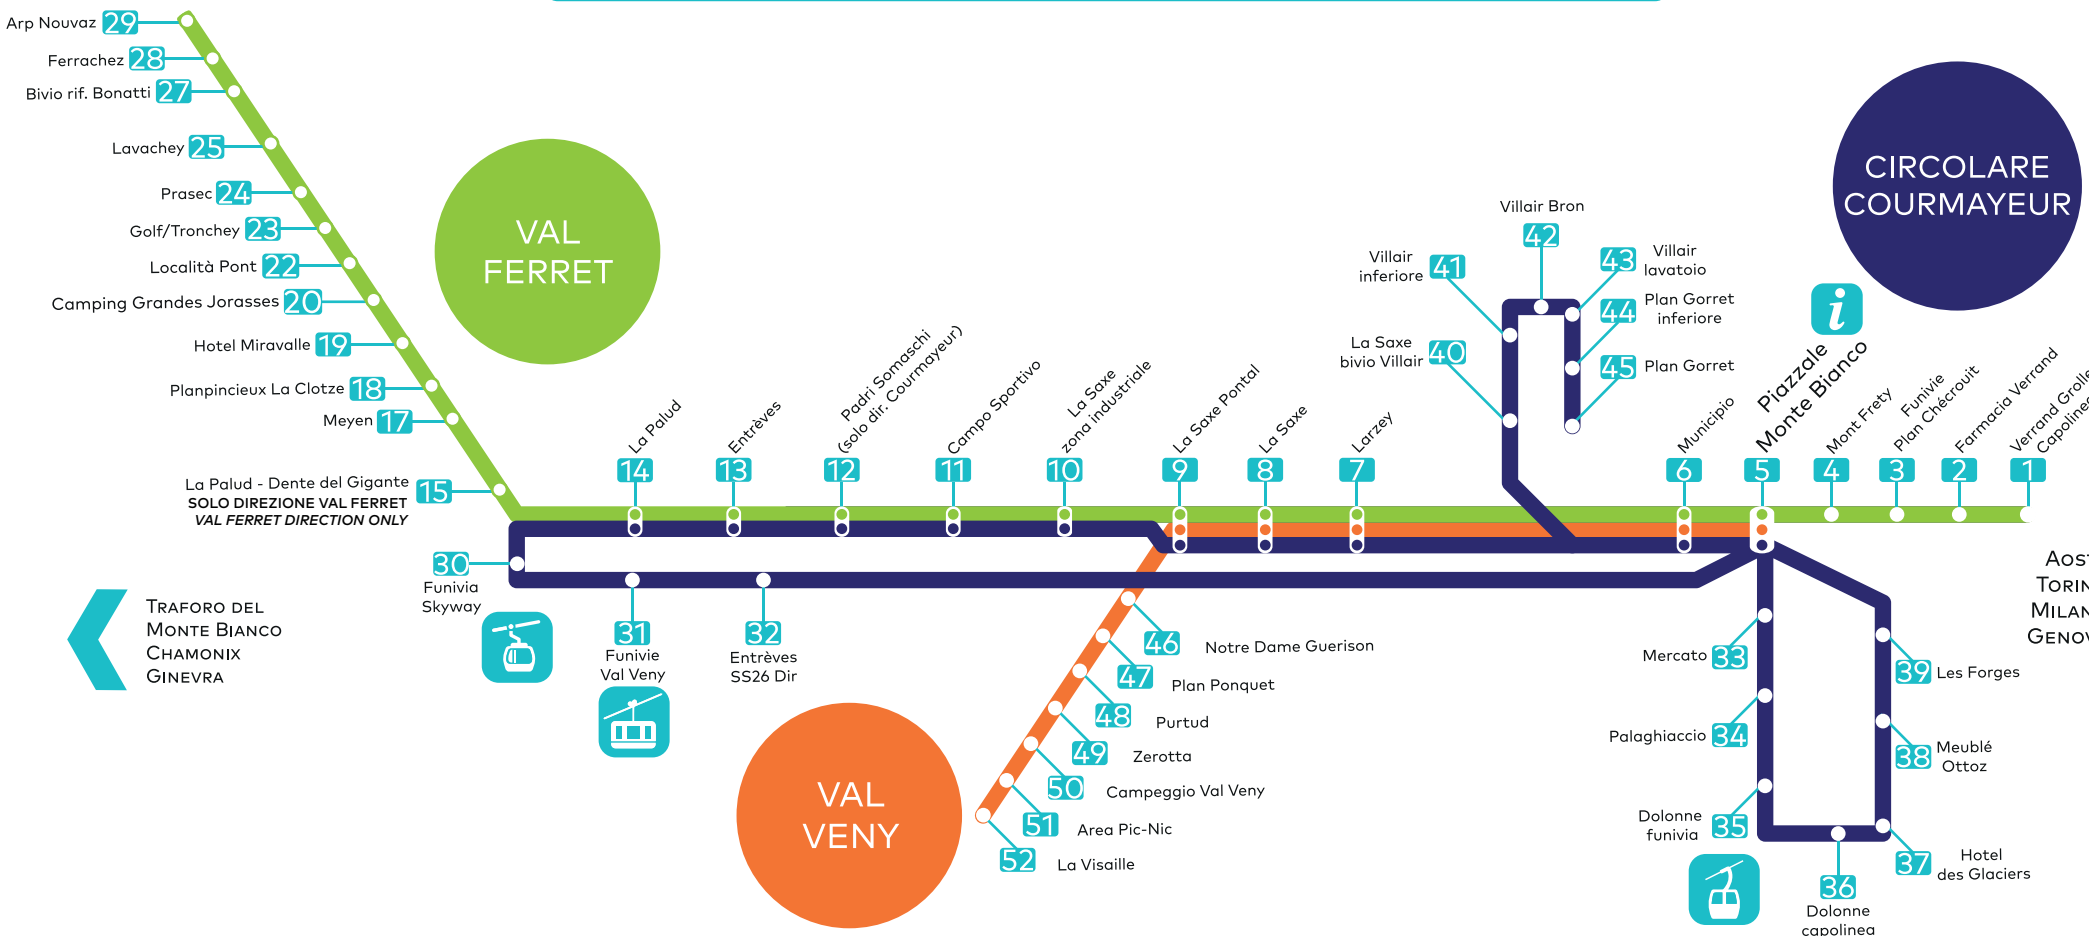 Arp Nouvaz 29
Ferrachez 28
Bivio rif. Bonatti 27
Lavachey 25
Prasec 24
Golf/Tronchey 23
Località Pont 22
Camping Grandes Jorasses 20
Hotel Miravalle 19
Planpincieux La Clotze 18
Meyen 17
La Palud - Dente del Gigante 15
SOLO DIREZIONE VAL FERRET
VAL FERRET DIRECTION ONLY
VAL
FERRET
La Palud
14
Entrèves
13
Padri Somaschi
(solo dir. Courmayeur)
12
Campo Sportivo
11
La Saxe
zona industriale
10
La Saxe Pontal
9
La Saxe
8
Larzey
7
Villair
inferiore 41
La Saxe
bivio Villair 40
Villair Bron
42
43 Villair
lavatoio
44 Plan Gorret
inferiore
45 Plan Gorret
CIRCOLARE
COURMAYEUR
i
Municipio
6
Piazzale
Monte Bianco
5
Mont Frety
4
Funivie
Plan Chécrouit
3
Farmacia Verrand
2
Verrand Grolle
Capolinea
1
30
Funivia
Skyway
31
Funivie
Val Veny
32
Entrèves
SS26 Dir
TRAFORO DEL
MONTE BIANCO
CHAMONIX
GINEVRA
VAL
VENY
46 Notre Dame Guerison
47 Plan Ponquet
48 Purtud
49 Zerotta
50 Campeggio Val Veny
51 Area Pic-Nic
52 La Visaille
Mercato 33
Palaghiaccio 34
Dolonne
funivia 35
36
Dolonne
capolinea
39 Les Forges
38 Meublé
Ottoz
37 Hotel
des Glaciers
AOST
TORIN
MILAN
GENOV